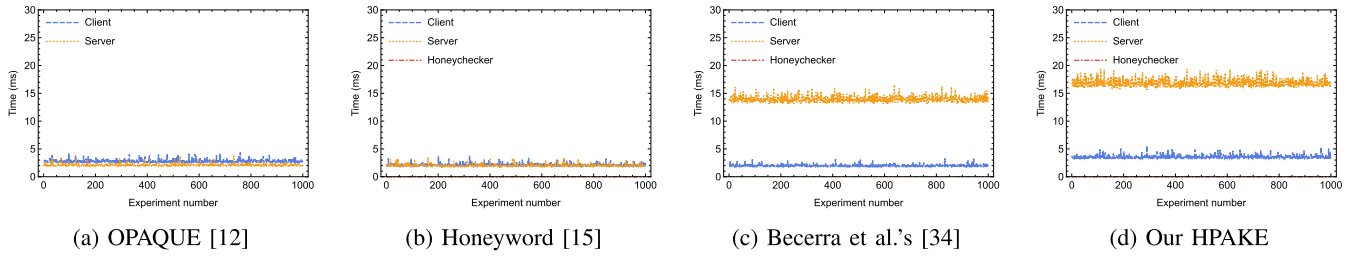 30
25
20
15
10
5
0
Time (ms)
Client
Server
0
200
400
600
800
1000
Experiment number
(a) OPAQUE [12]
30
25
20
15
10
5
0
Time (ms)
Client
Server
Honeychecker
0
200
400
600
800
1000
Experiment number
(b) Honeyword [15]
30
25
20
15
10
5
0
Time (ms)
Client
Server
Honeychecker
0
200
400
600
800
1000
Experiment number
(c) Becerra et al.'s [34]
30
25
20
15
10
5
0
Time (ms)
Client
Server
Honeychecker
0
200
400
600
800
1000
Experiment number
(d) Our HPAKE